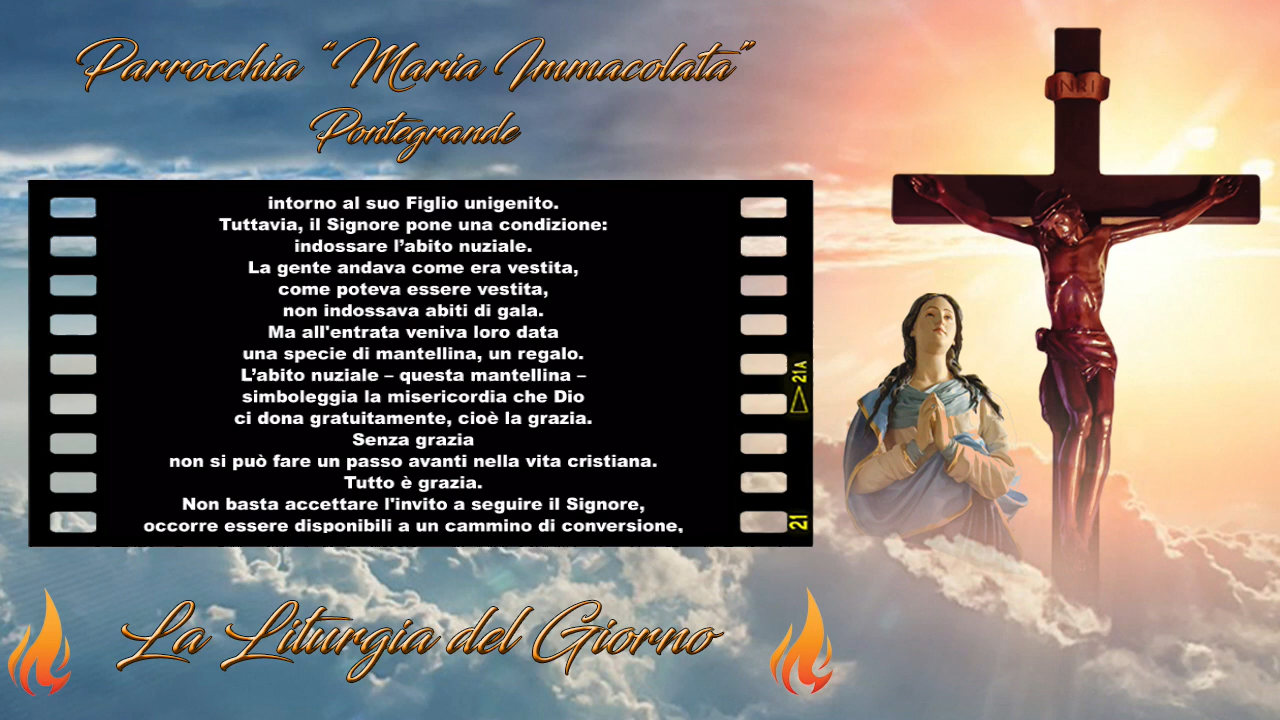 Parrocchia “Maria Immacolata”
Pontegrande
INRI
intorno al suo Figlio unigenito.
Tuttavia, il Signore pone una condizione:
indossare l’abito nuziale.
La gente andava come era vestita,
come poteva essere vestita,
non indossava abiti di gala.
Ma all'entrata veniva loro data
una specie di mantellina, un regalo.
L’abito nuziale – questa mantellina –
simboleggia la misericordia che Dio
ci dona gratuitamente, cioè la grazia.
Senza grazia
non si può fare un passo avanti nella vita cristiana.
Tutto è grazia.
Non basta accettare l'invito a seguire il Signore,
occorre essere disponibili a un cammino di conversione,
21A
21
La Liturgia del Giorno